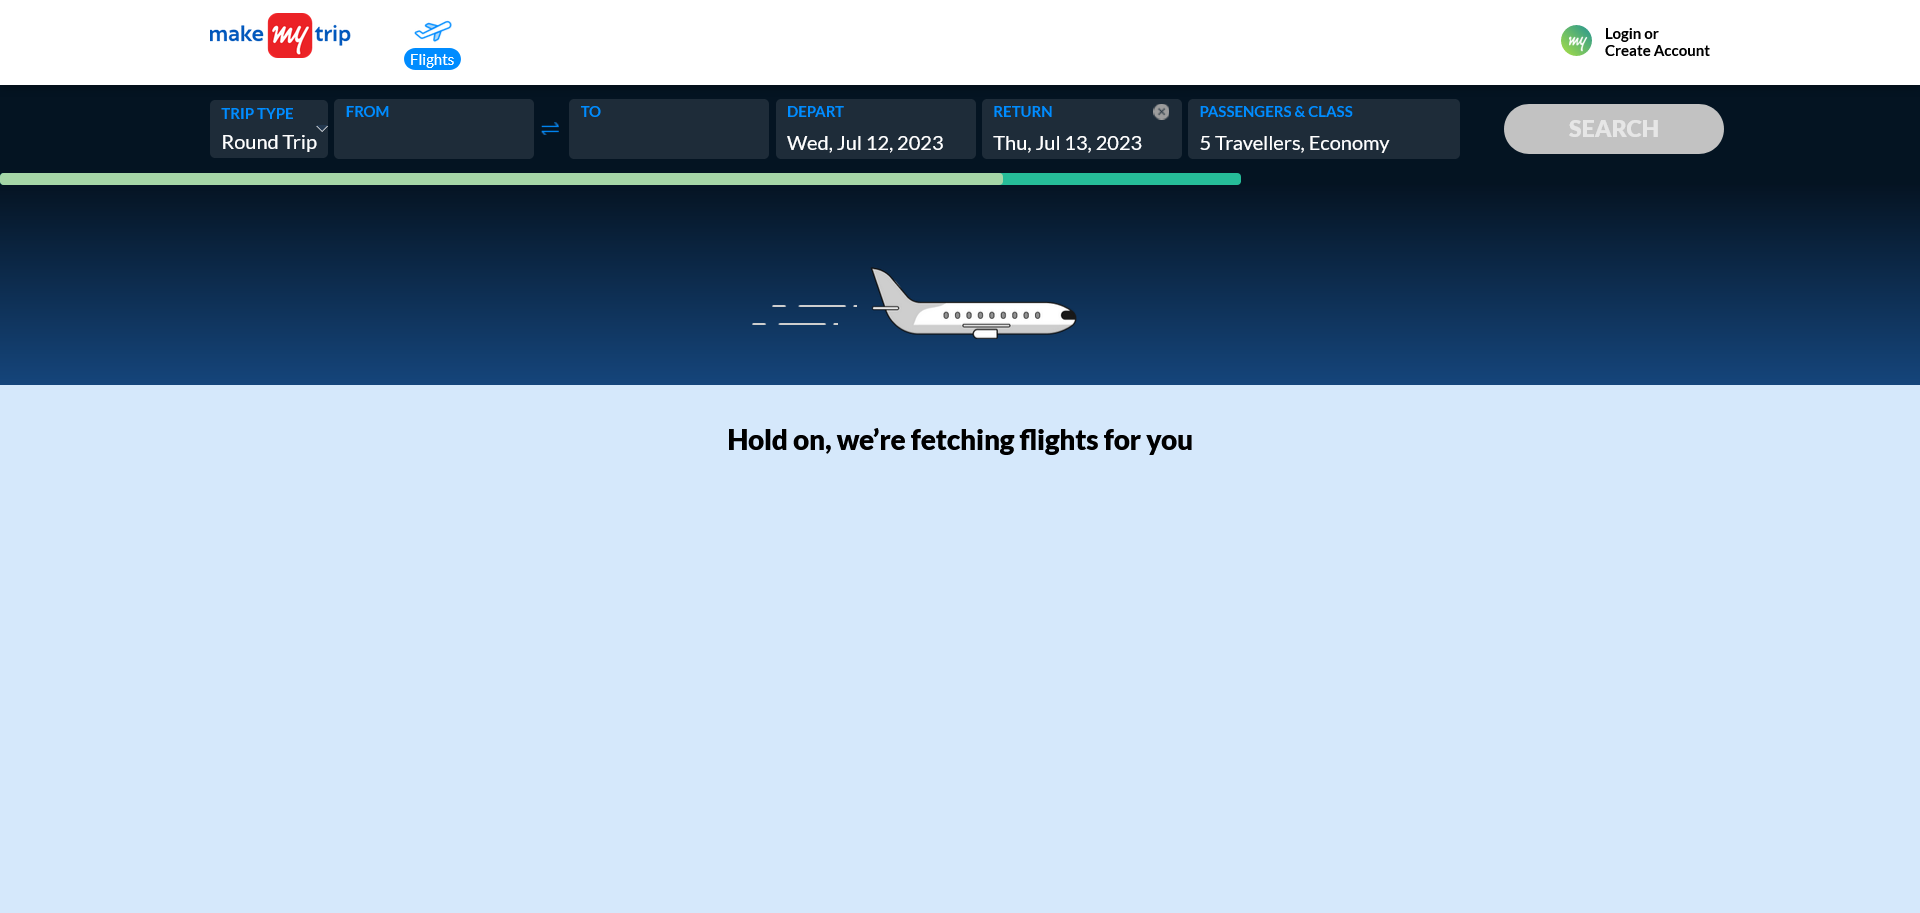 make my trip
Flights
my
Login or
Create Account
TRIP TYPE
Round Trip
FROM
TO
DEPART
Wed, Jul 12, 2023
RETURN
Thu, Jul 13, 2023
PASSENGERS & CLASS
5 Travellers, Economy
SEARCH
Hold on, we’re fetching flights for you